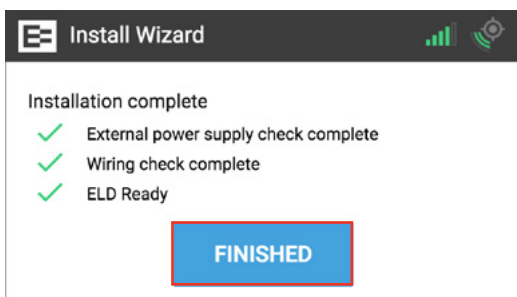 Install Wizard
Installation complete
External power supply check complete
Wiring check complete
ELD Ready
FINISHED